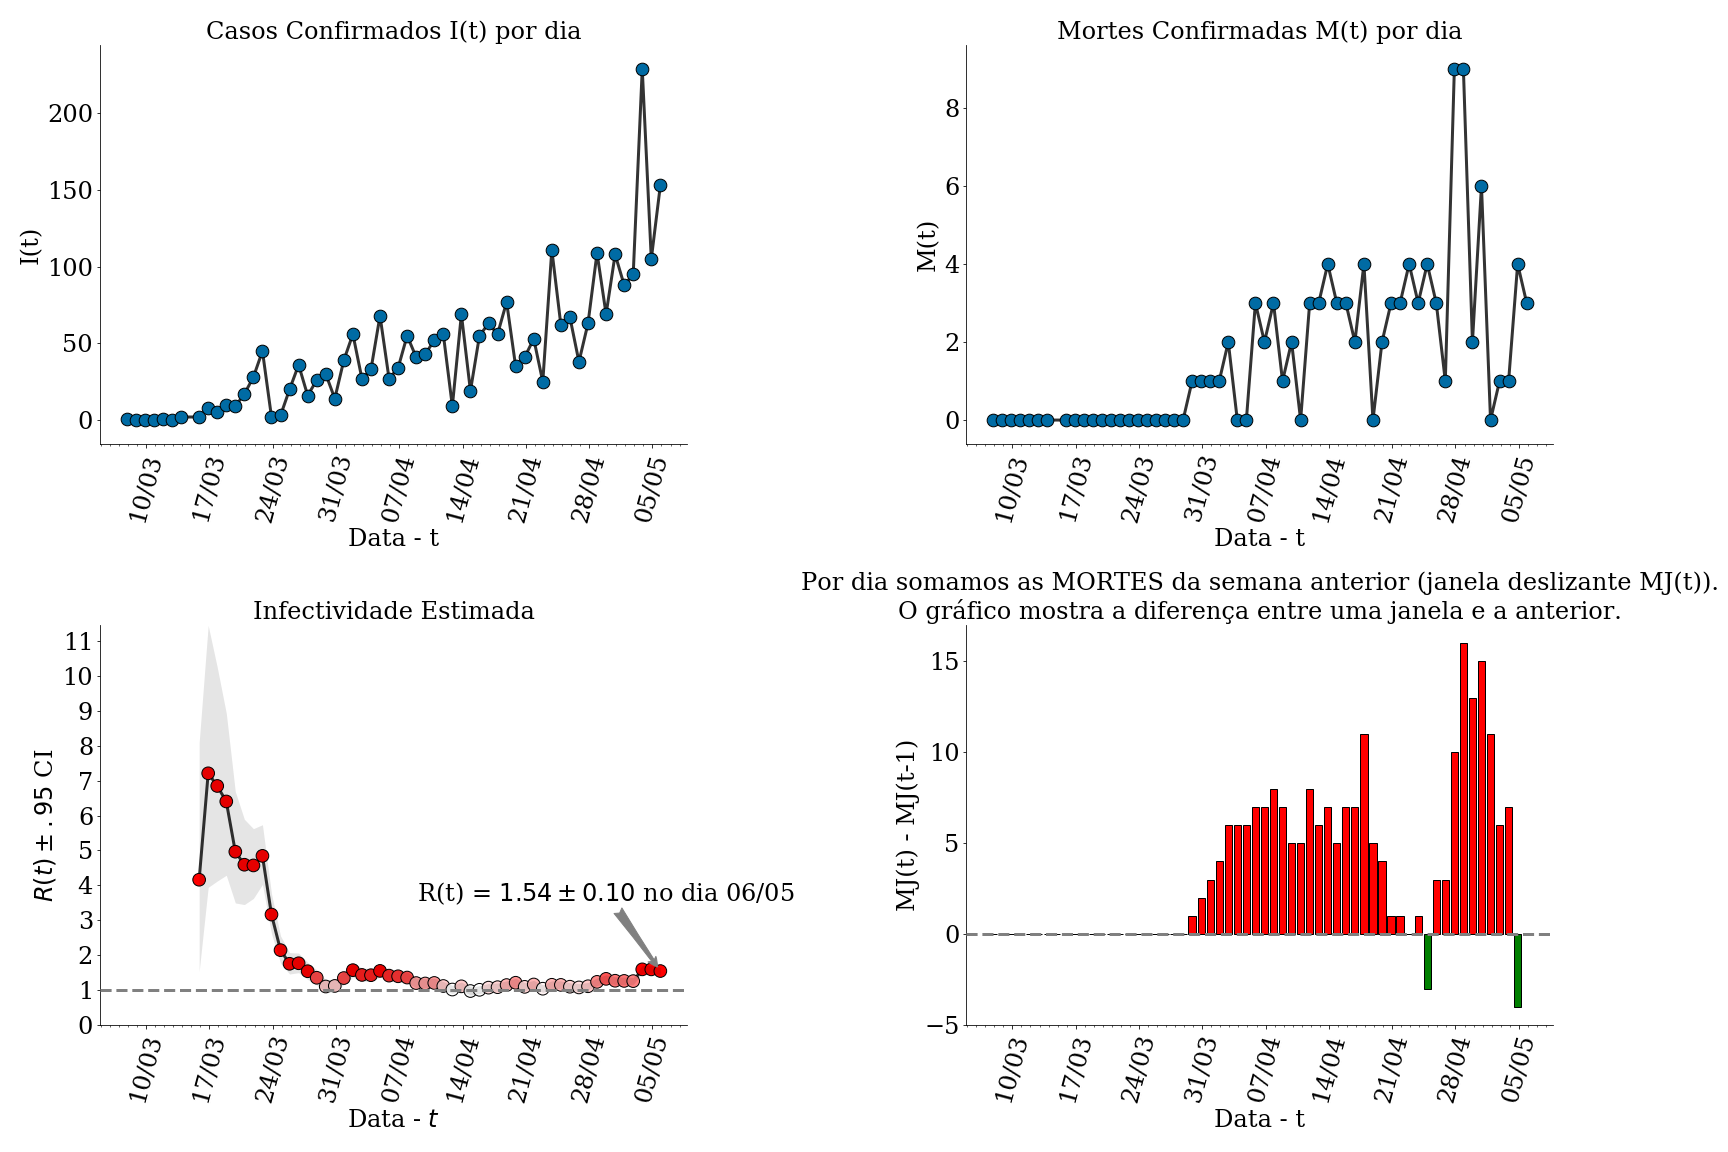 Casos Confirmados I(t) por dia
I(t)
200
150
100
50
0
10/03 17/03 24/03 31/03 07/04 14/04 21/04 28/04 05/05
Data - t
Mortes Confirmadas M(t) por dia
M(t)
8
6
4
2
0
10/03 17/03 24/03 31/03 07/04 14/04 21/04 28/04 05/05
Data - t
Infectividade Estimada
R(t) ± .95 CI
11
10
9
8
7
6
5
4
3
2
1
0
R(t) = 1.54 ± 0.10 no dia 06/05
10/03 17/03 24/03 31/03 07/04 14/04 21/04 28/04 05/05
Data - t
Por dia somamos as MORTES da semana anterior (janela deslizante MJ(t)).
O gráfico mostra a diferença entre uma janela e a anterior.
MJ(t) - MJ(t-1)
15
10
5
0
−5
10/03 17/03 24/03 31/03 07/04 14/04 21/04 28/04 05/05
Data - t